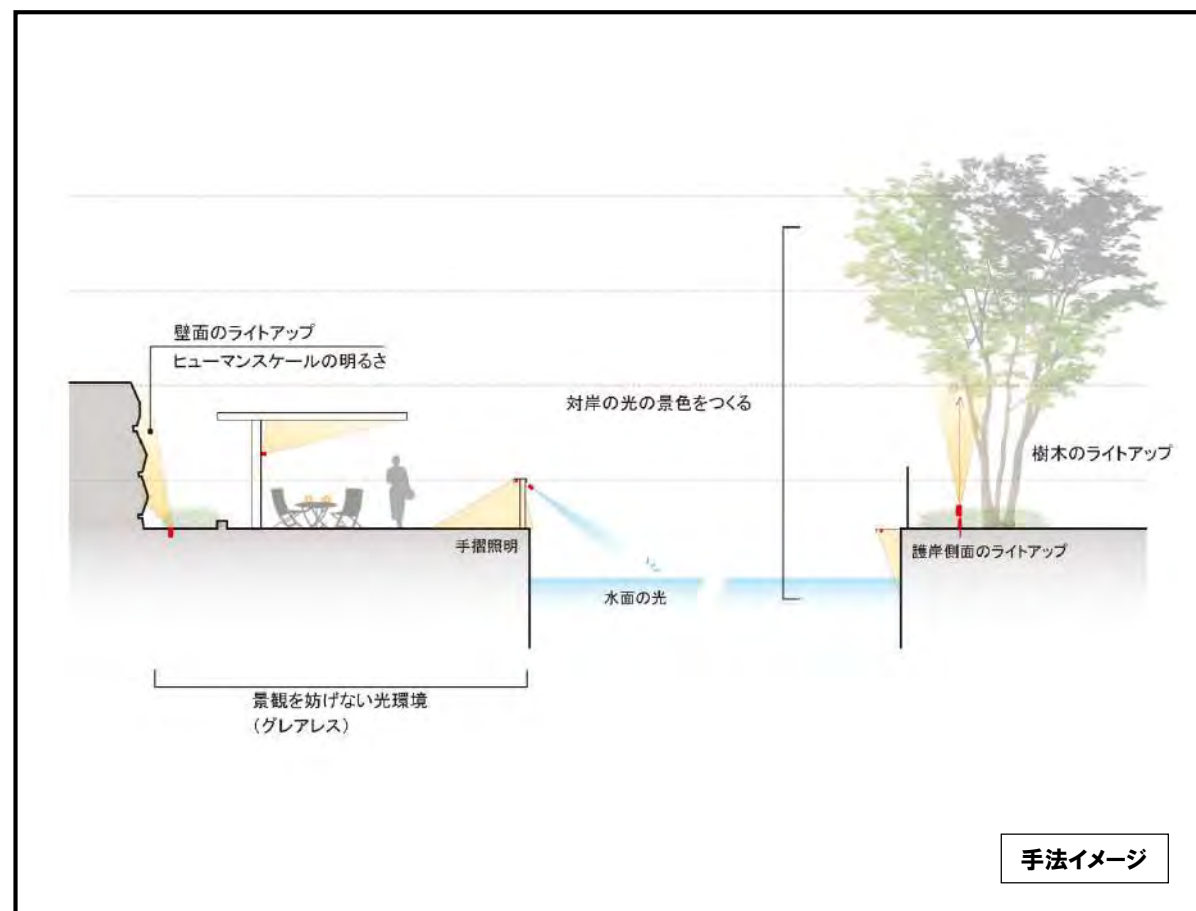 壁面のライトアップ
ヒューマンスケールの明るさ
対岸の光の景色をつくる
樹木のライトアップ
手摺照明
護岸側面のライトアップ
水面の光
景観を妨げない光環境
（グレアレス）
手法イメージ